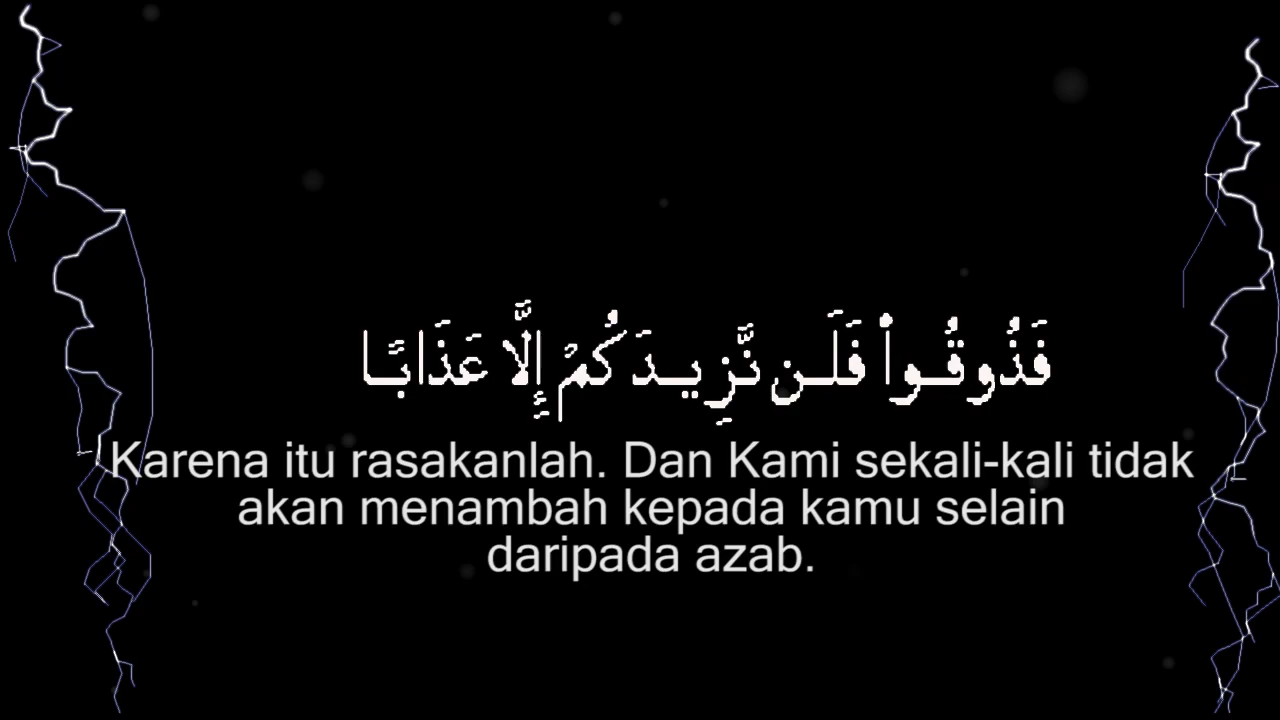 فَذُوقُوا۟ فَلَن نَّزِيدَكُمْ إِلَّا عَذَابًا
Karena itu rasakanlah. Dan Kami sekali-kali tidak
akan menambah kepada kamu selain
daripada azab.